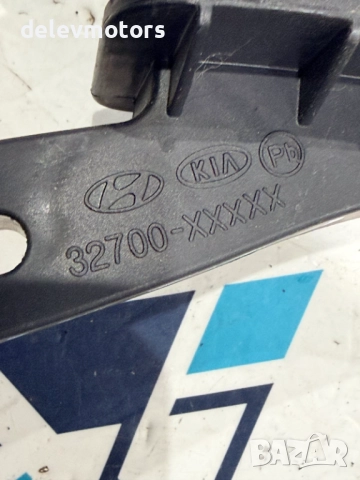 delevmotors
KIA Pb
32700-XXXXX
BAZAR